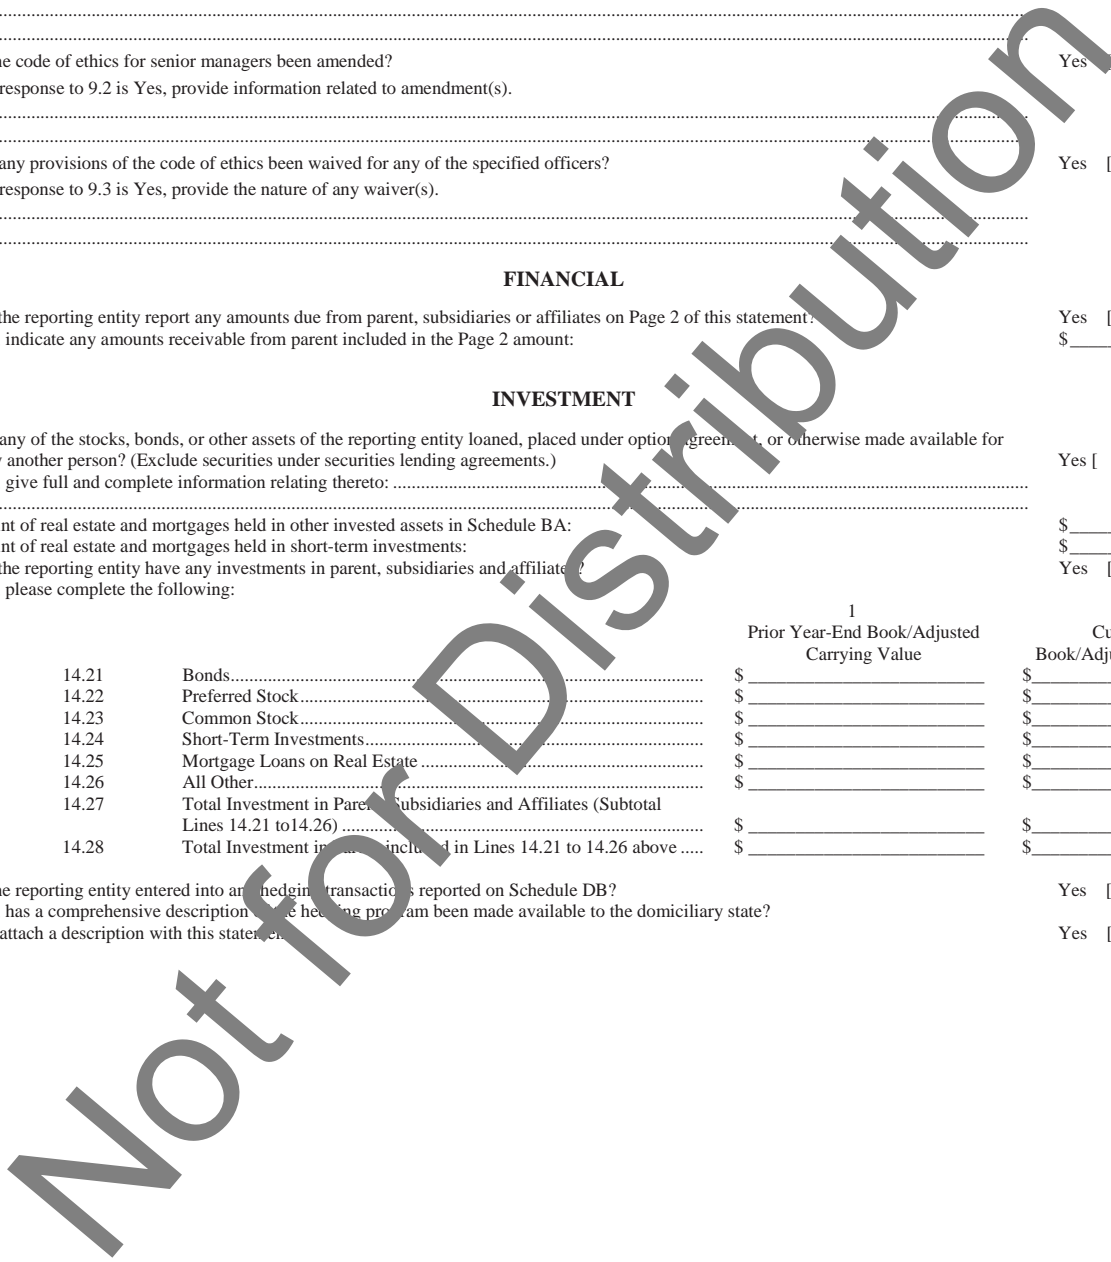 e code of ethics for senior managers been amended? Yes [
response to 9.2 is Yes, provide information related to amendment(s).
any provisions of the code of ethics been waived for any of the specified officers? Yes [
response to 9.3 is Yes, provide the nature of any waiver(s).
FINANCIAL
the reporting entity report any amounts due from parent, subsidiaries or affiliates on Page 2 of this statement? Yes [
indicate any amounts receivable from parent included in the Page 2 amount: $
INVESTMENT
any of the stocks, bonds, or other assets of the reporting entity loaned, placed under option agreement, or otherwise made available for
another person? (Exclude securities under securities lending agreements.) Yes [
give full and complete information relating thereto:
nt of real estate and mortgages held in other invested assets in Schedule BA: $
nt of real estate and mortgages held in short-term investments: $
the reporting entity have any investments in parent, subsidiaries and affiliates? Yes [
please complete the following:
1
Prior Year-End Book/Adjusted Cu
Carrying Value Book/Adju
14.21 Bonds $ $
14.22 Preferred Stock $ $
14.23 Common Stock $ $
14.24 Short-Term Investments $ $
14.25 Mortgage Loans on Real Estate $ $
14.26 All Other $ $
14.27 Total Investment in Parent, Subsidiaries and Affiliates (Subtotal
Lines 14.21 to14.26) $ $
14.28 Total Investment in Parent included in Lines 14.21 to 14.26 above ..... $ $
e reporting entity entered into any hedging transactions reported on Schedule DB? Yes [
has a comprehensive description of the hedging program been made available to the domiciliary state?
attach a description with this statement. Yes [
Not for Distribution